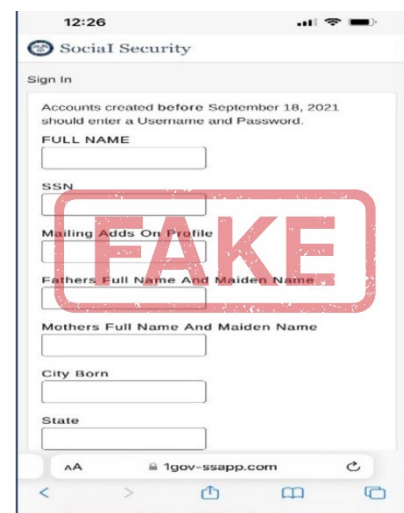 12:26
Social Security
Sign In
Accounts created before September 18, 2021
should enter a Username and Password.
FULL NAME
SSN
FAKE
Mailing Adds On Profile
Fathers Full Name And Maiden Name
Mothers Full Name And Maiden Name
City Born
State
AA
1gov-ssapp.com